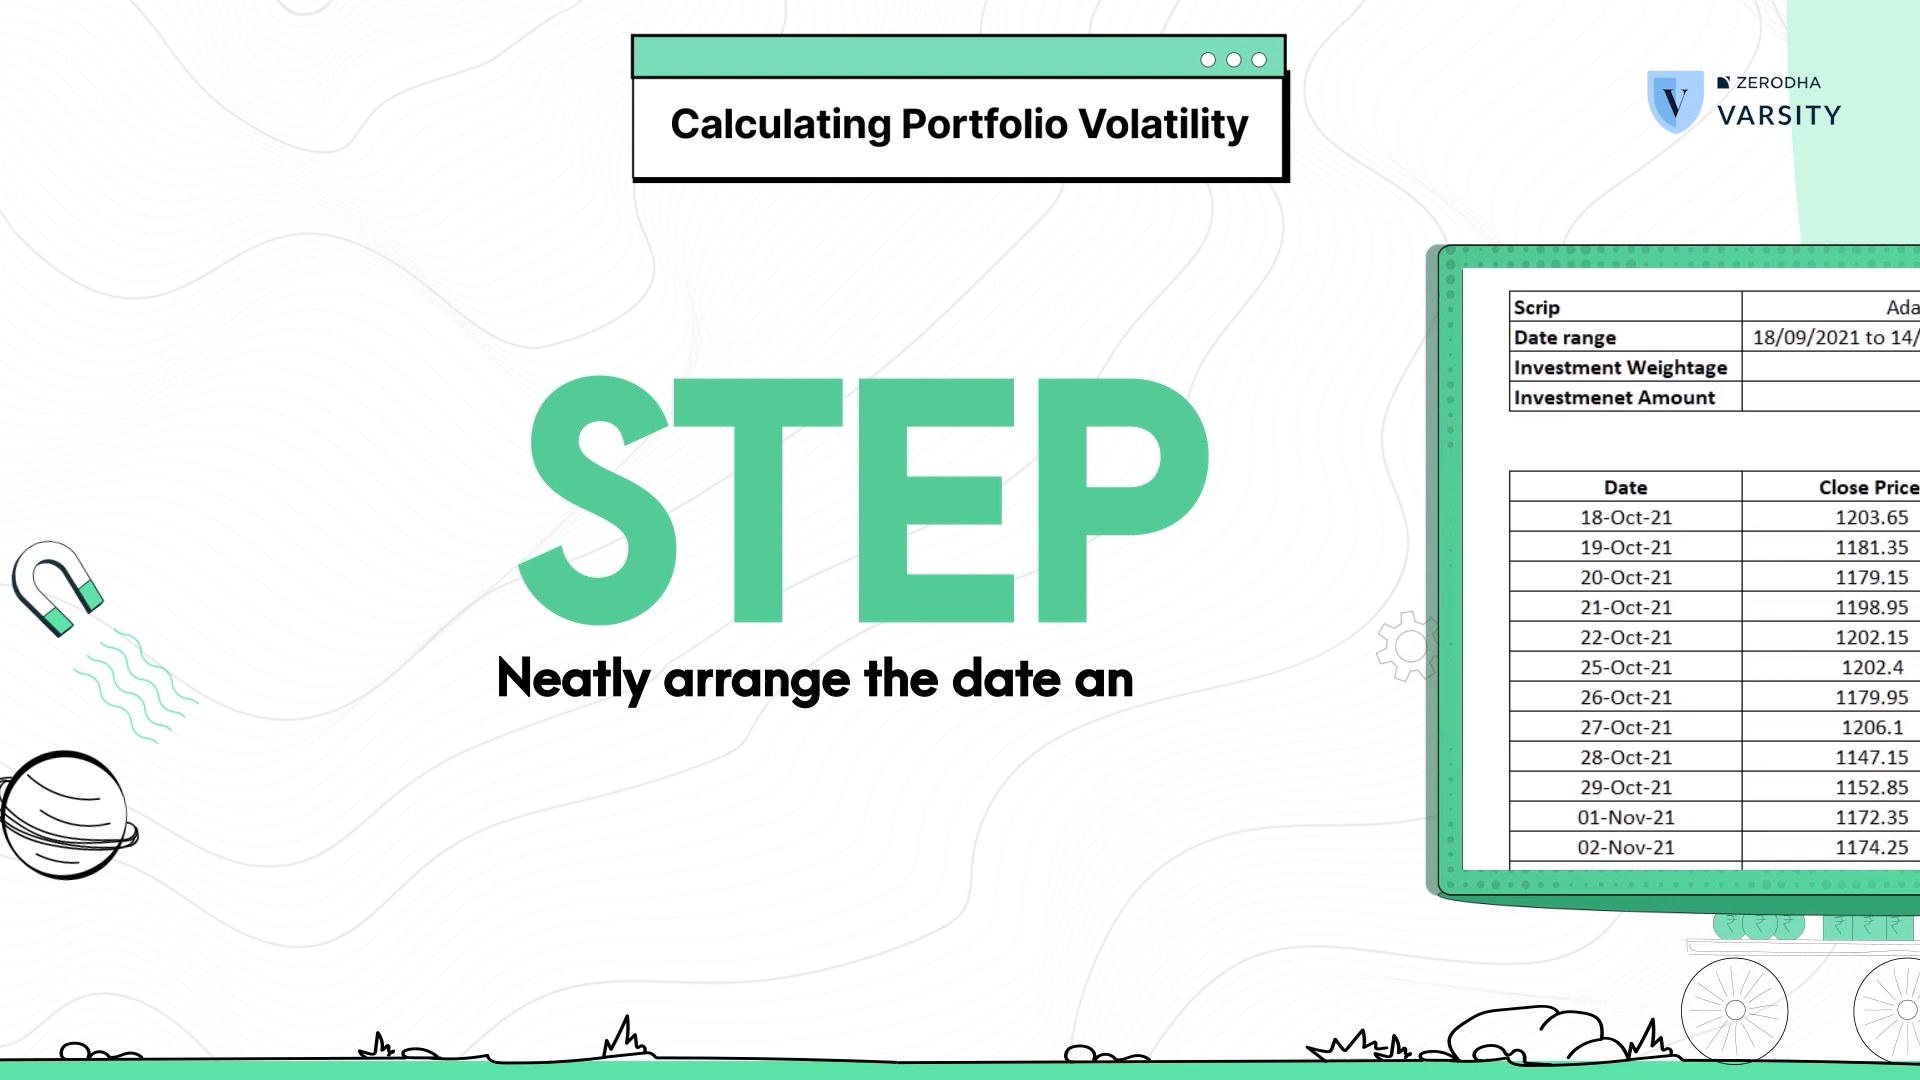 Calculating Portfolio Volatility
ZERODHA
VARSITY
STEP
Neatly arrange the date an
Scrip Ada
Date range 18/09/2021 to 14/
Investment Weightage
Investmenet Amount
Date Close Price
18-Oct-21 1203.65
19-Oct-21 1181.35
20-Oct-21 1179.15
21-Oct-21 1198.95
22-Oct-21 1202.15
25-Oct-21 1202.4
26-Oct-21 1179.95
27-Oct-21 1206.1
28-Oct-21 1147.15
29-Oct-21 1152.85
01-Nov-21 1172.35
02-Nov-21 1174.25